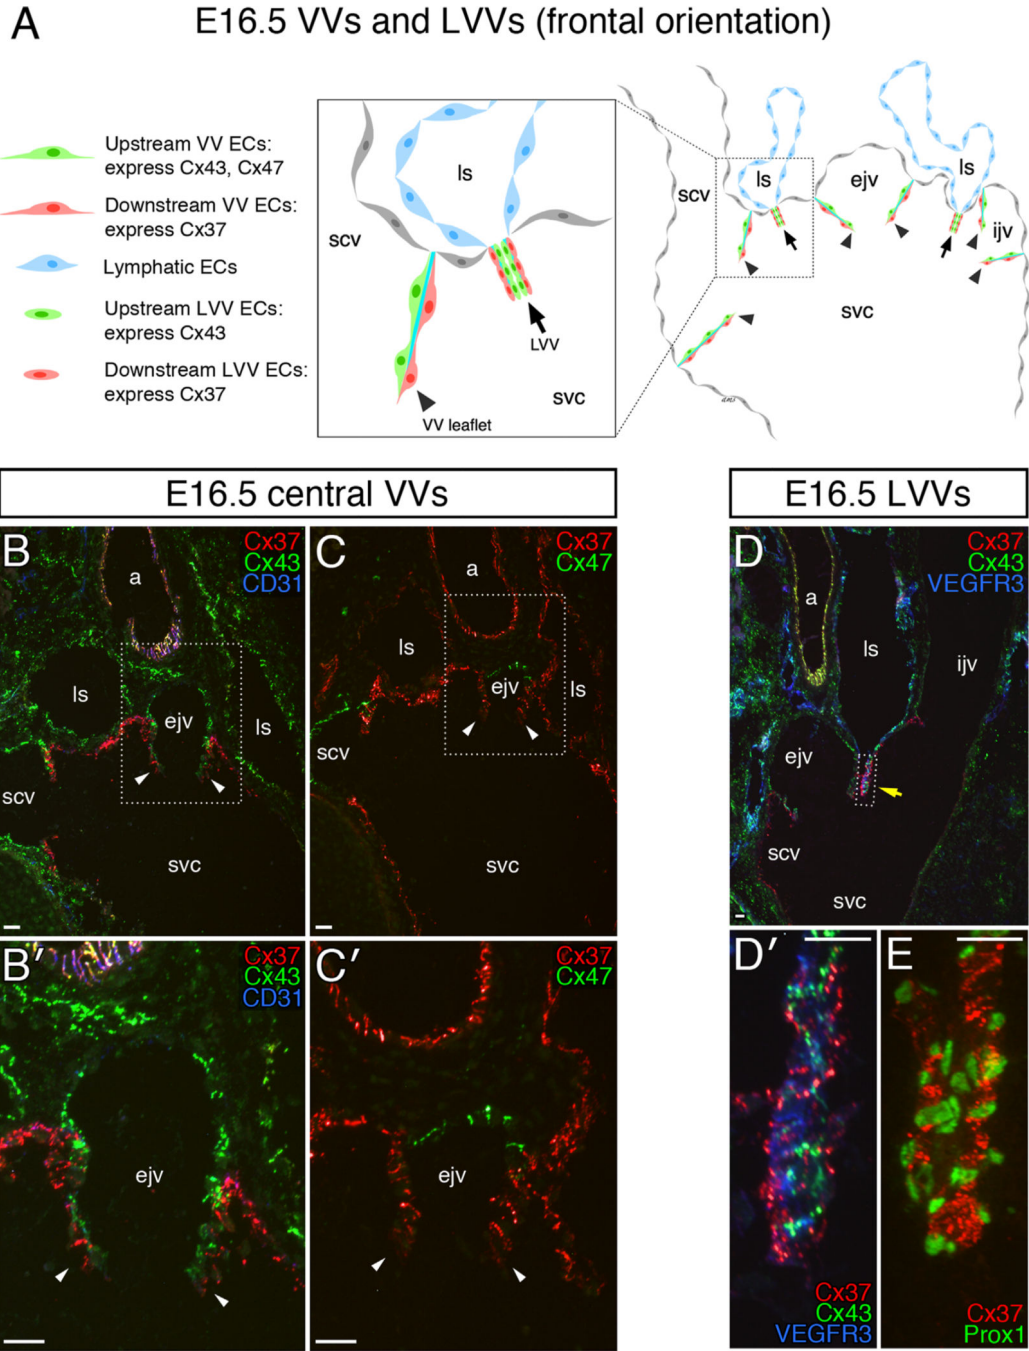 A
E16.5 VVs and LVVs (frontal orientation)
Upstream VV ECs:
express Cx43, Cx47
Downstream VV ECs:
express Cx37
Lymphatic ECs
Upstream LVV ECs:
express Cx43
Downstream LVV ECs:
express Cx37
ls
scv
LVV
svc
VV leaflet
scv
ls
ejv
ls
ijv
svc
E16.5 central VVs
E16.5 LVVs
B
Cx37
Cx43
CD31
a
ls
ejv
ls
scv
svc
C
Cx37
Cx47
a
ls
ejv
ls
scv
svc
D
Cx37
Cx43
VEGFR3
a
ls
ijv
ejv
scv
svc
B′
Cx37
Cx43
CD31
ejv
C′
Cx37
Cx47
ejv
D′
Cx37
Cx43
VEGFR3
E
Cx37
Prox1